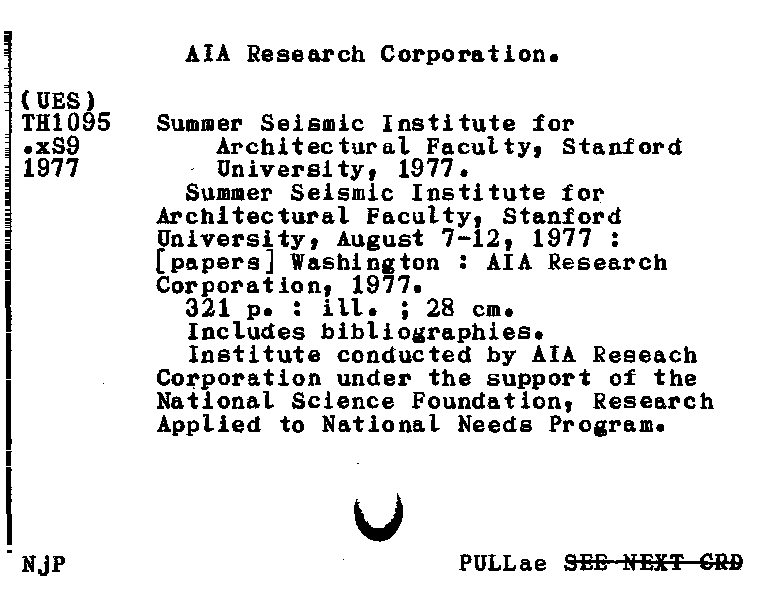 AIA Research Corporation.
(UES)
TH1095 Summer Seismic Institute for
.xS9 Architectural Faculty, Stanford
1977 University, 1977.
Summer Seismic Institute for
Architectural Faculty, Stanford
University, August 7-12, 1977 :
[papers] Washington : AIA Research
Corporation, 1977.
321 p. : ill. ; 28 cm.
Includes bibliographies.
Institute conducted by AIA Reseach
Corporation under the support of the
National Science Foundation, Research
Applied to National Needs Program.
NjP PULLae SEE NEXT CRD